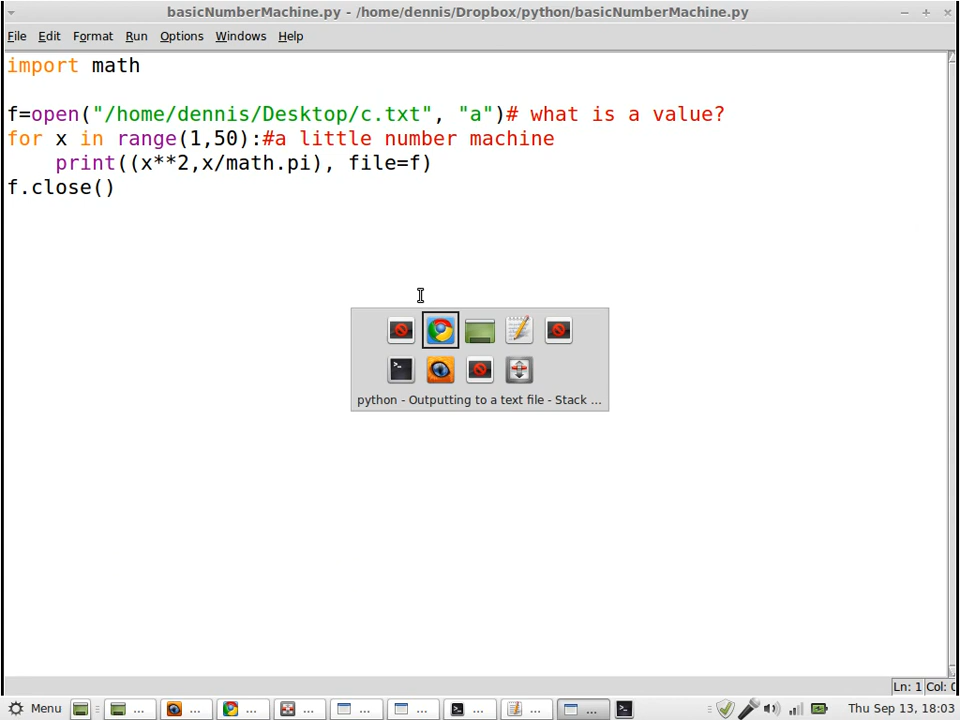 basicNumberMachine.py - /home/dennis/Dropbox/python/basicNumberMachine.py
File Edit Format Run Options Windows Help
import math
f=open("/home/dennis/Desktop/c.txt", "a")# what is a value?
for x in range(1,50):#a little number machine
    print((x**2,x/math.pi), file=f)
f.close()
python - Outputting to a text file - Stack ...
Ln: 1 Col: 0
Menu ... ... ... ... ... ... ... ... ... Thu Sep 13, 18:03